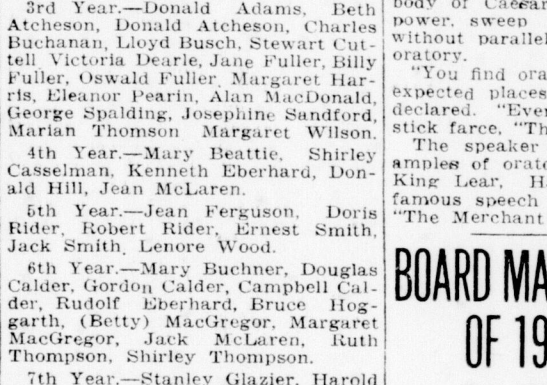 3rd Year.—Donald Adams, Beth
Atcheson, Donald Atcheson, Charles
Buchanan, Lloyd Busch, Stewart Cut-
tell Victoria Dearle, Jane Fuller, Billy
Fuller, Oswald Fuller, Margaret Har-
ris, Eleanor Pearin, Alan MacDonald,
George Spalding, Josephine Sandford,
Marian Thomson Margaret Wilson.
4th Year.—Mary Beattie, Shirley
Casselman, Kenneth Eberhard, Don-
ald Hill, Jean McLaren.
5th Year.—Jean Ferguson, Doris
Rider, Robert Rider, Ernest Smith,
Jack Smith, Lenore Wood.
6th Year.—Mary Buchner, Douglas
Calder, Gordon Calder, Campbell Cal-
der, Rudolf Eberhard, Bruce Hog-
garth, (Betty) MacGregor, Margaret
MacGregor, Jack McLaren, Ruth
Thompson, Shirley Thompson.
7th Year.—Stanley Glazier, Harold
body of Caesar
power, sweep
without parallel
oratory.
"You find ora
expected places
declared. "Eve
stick farce, "Th
The speaker
amples of orat
King Lear, H
famous speech
"The Merchant
BOARD MA
OF 19